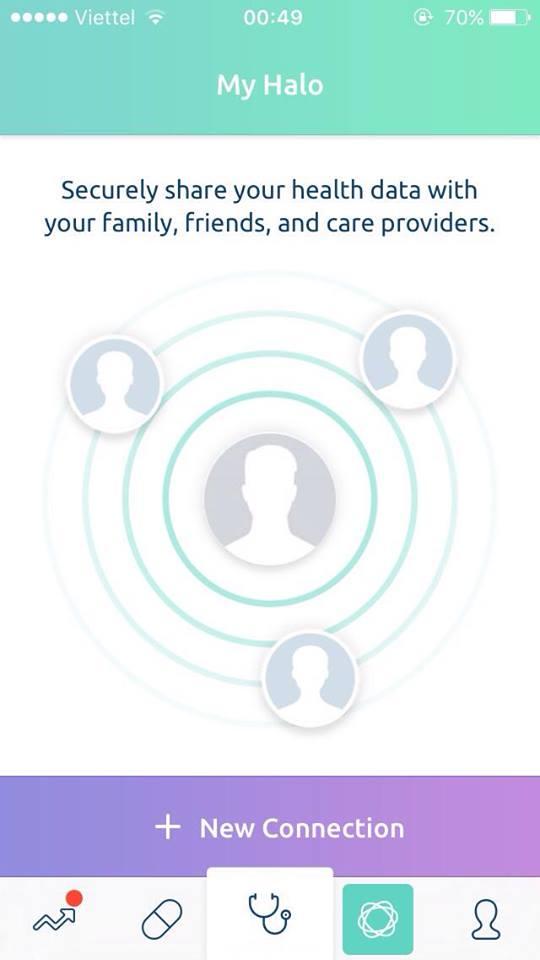 Viettel 00:49 70%
My Halo
Securely share your health data with
your family, friends, and care providers.
+ New Connection